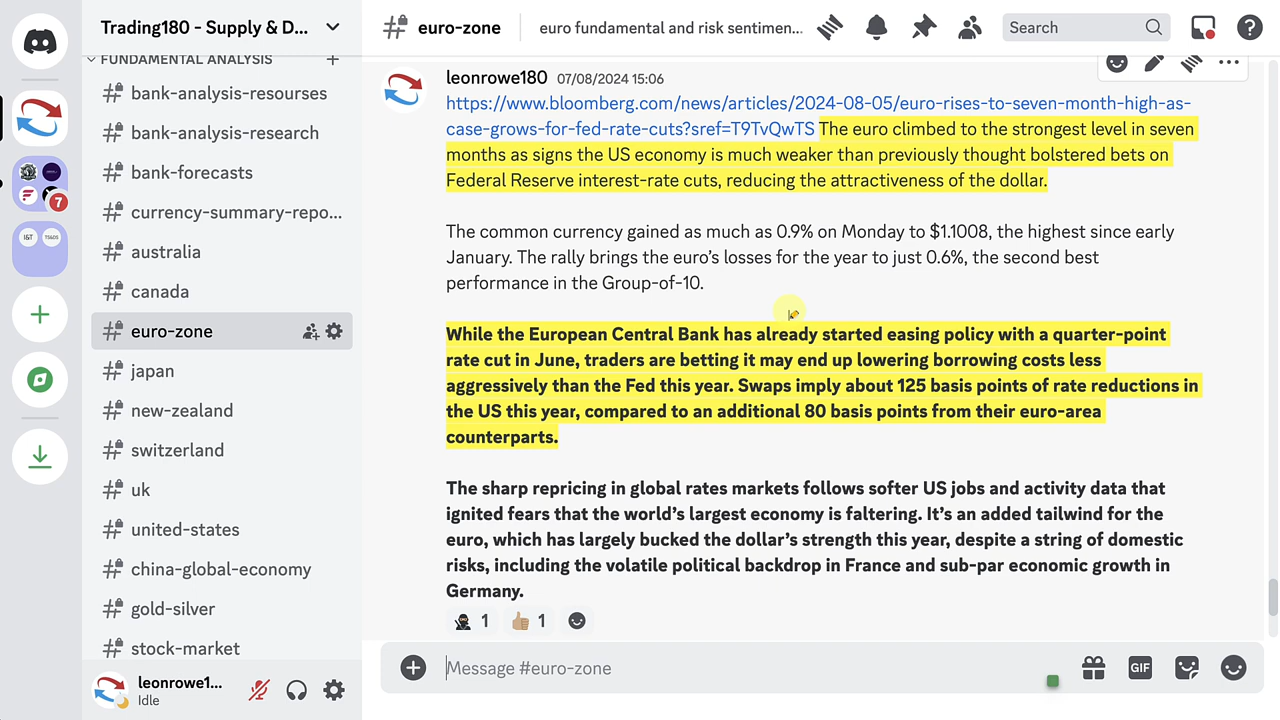 Trading180 - Supply & D...
FUNDAMENTAL ANALYSIS
bank-analysis-resourses
bank-analysis-research
bank-forecasts
currency-summary-repo...
australia
canada
euro-zone
japan
new-zealand
switzerland
uk
united-states
china-global-economy
gold-silver
stock-market
7
I&T
leonrowe1...
Idle
euro-zone
euro fundamental and risk sentimen...
Search
leonrowe180 07/08/2024 15:06
https://www.bloomberg.com/news/articles/2024-08-05/euro-rises-to-seven-month-high-as-
case-grows-for-fed-rate-cuts?sref=T9TvQwTS The euro climbed to the strongest level in seven
months as signs the US economy is much weaker than previously thought bolstered bets on
Federal Reserve interest-rate cuts, reducing the attractiveness of the dollar.
The common currency gained as much as 0.9% on Monday to $1.1008, the highest since early
January. The rally brings the euro’s losses for the year to just 0.6%, the second best
performance in the Group-of-10.
While the European Central Bank has already started easing policy with a quarter-point
rate cut in June, traders are betting it may end up lowering borrowing costs less
aggressively than the Fed this year. Swaps imply about 125 basis points of rate reductions in
the US this year, compared to an additional 80 basis points from their euro-area
counterparts.
The sharp repricing in global rates markets follows softer US jobs and activity data that
ignited fears that the world’s largest economy is faltering. It’s an added tailwind for the
euro, which has largely bucked the dollar’s strength this year, despite a string of domestic
risks, including the volatile political backdrop in France and sub-par economic growth in
Germany.
1 1
Message #euro-zone
GIF